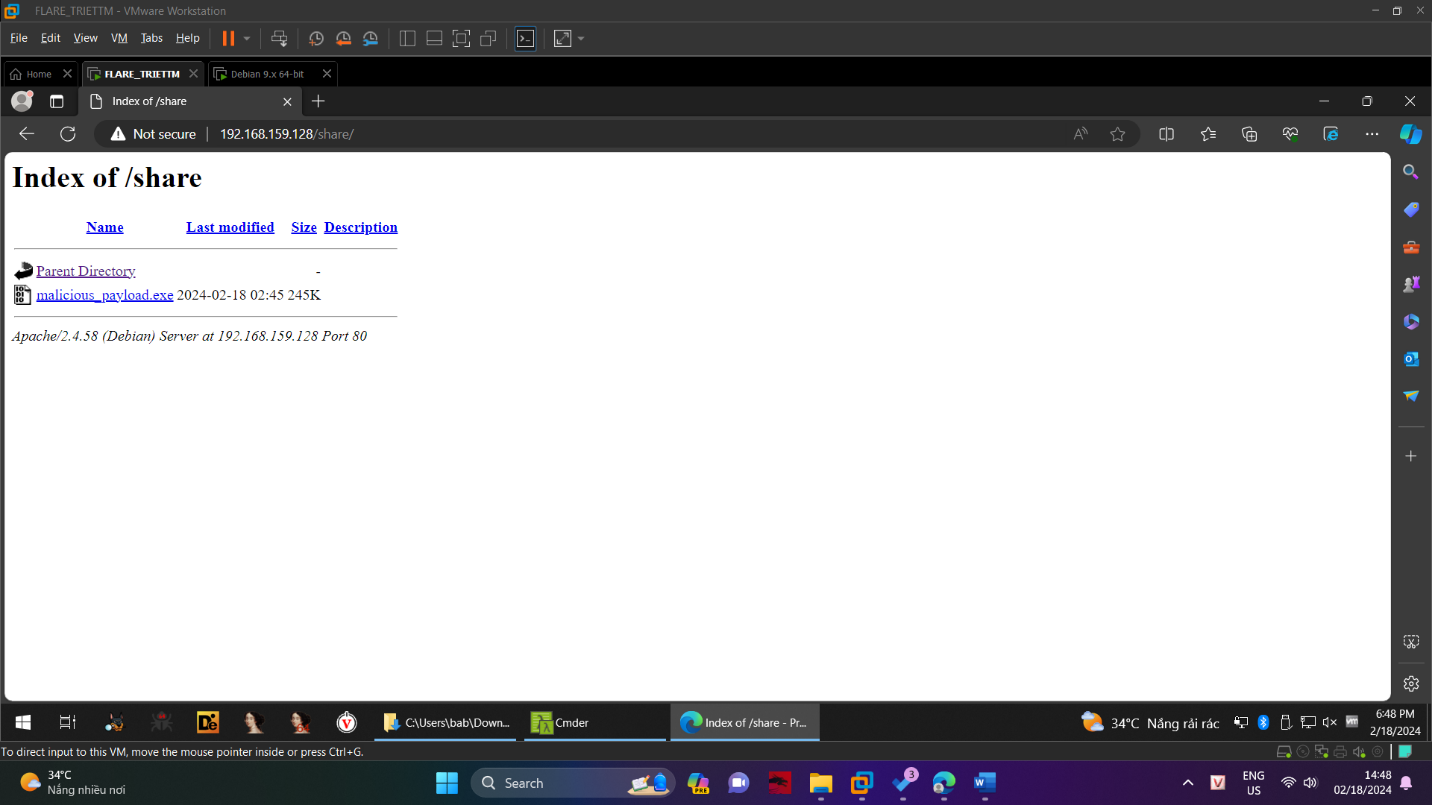 FLARE_TRIETTM - VMware Workstation
File Edit View VM Tabs Help
Home FLARE_TRIETTM Debian 9.x 64-bit
Index of /share
Not secure 192.168.159.128/share/
Index of /share
Name Last modified Size Description
Parent Directory -
malicious_payload.exe 2024-02-18 02:45 245K
Apache/2.4.58 (Debian) Server at 192.168.159.128 Port 80
C:\Users\bab\Down... Cmder Index of /share - Pr... 34°C Nắng rải rác 6:48 PM
2/18/2024
To direct input to this VM, move the mouse pointer inside or press Ctrl+G.
34°C
Nắng nhiều nơi
Search
PRE
3
V
ENG
US
14:48
02/18/2024